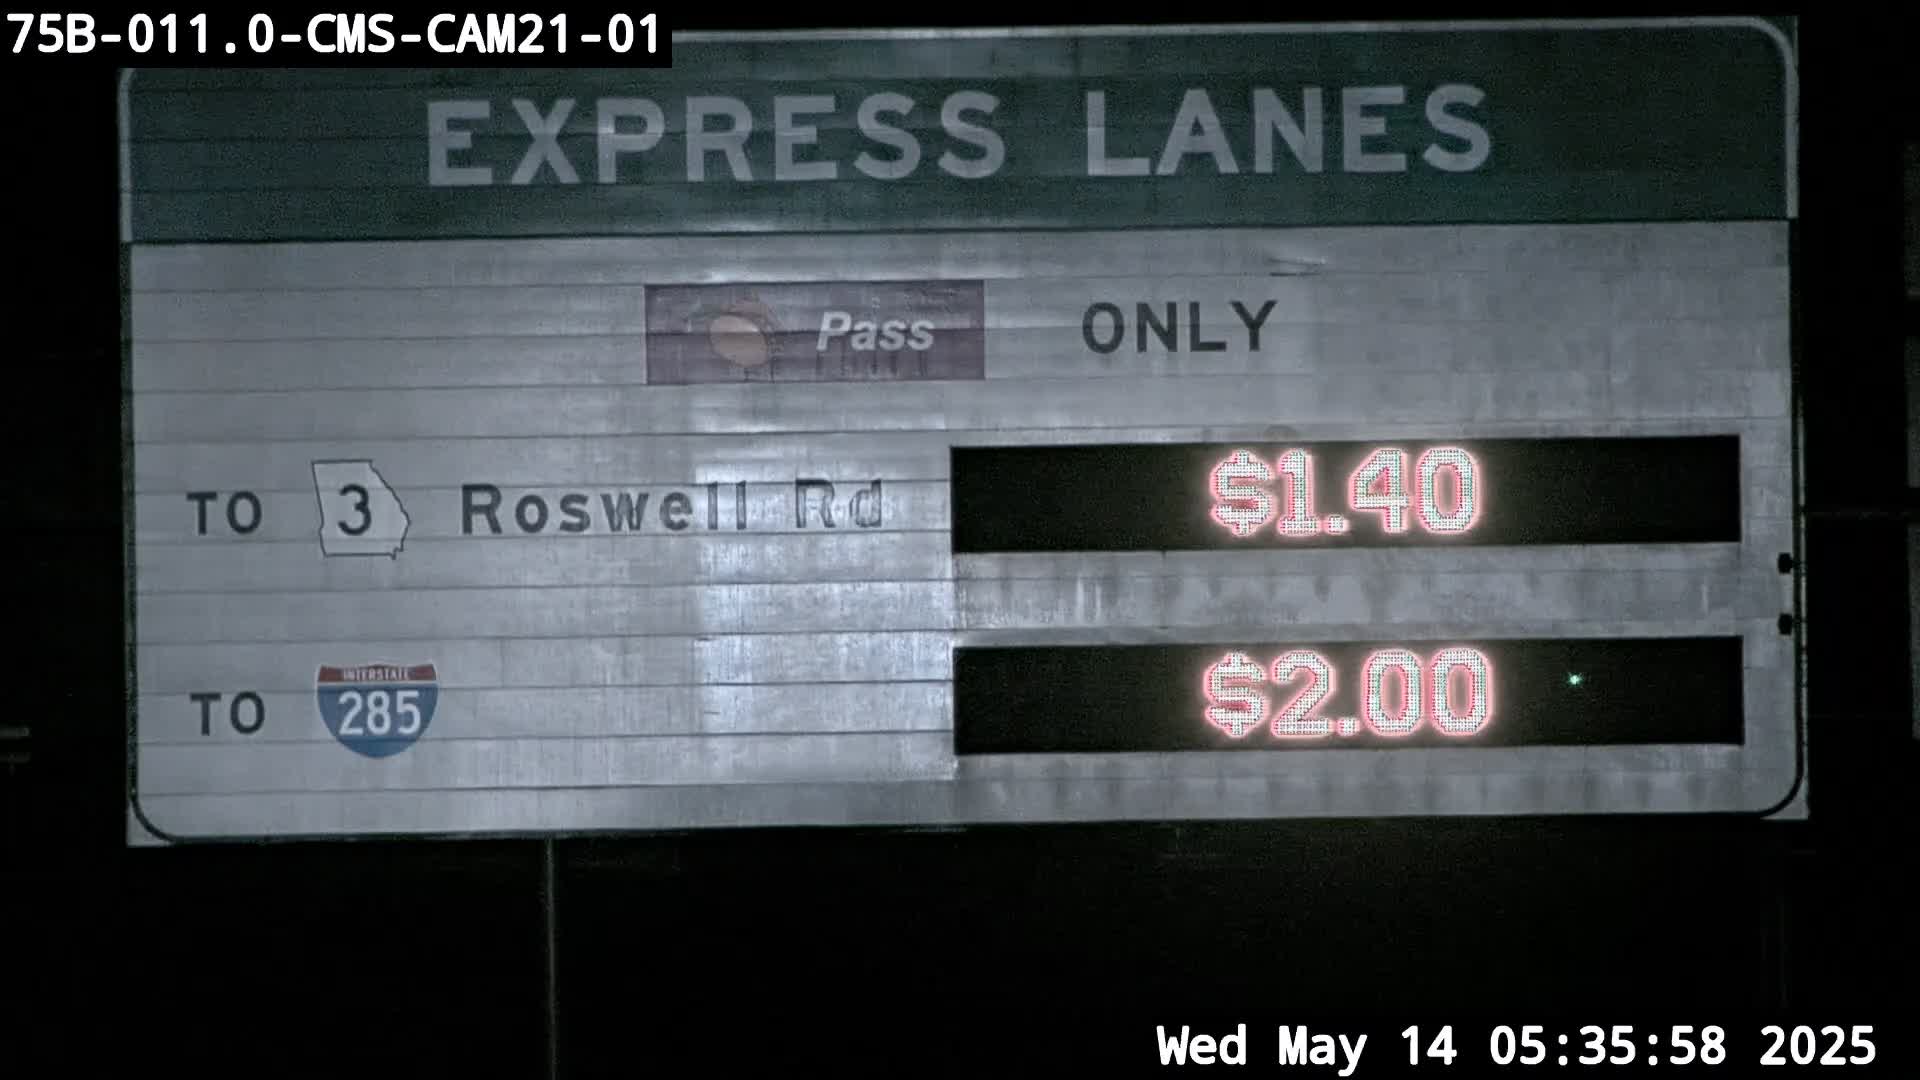 75B-011.0-CMS-CAM21-01
EXPRESS LANES
Pass ONLY
TO 3 Roswell Rd $1.40
INTERSTATE
TO 285 $2.00
Wed May 14 05:35:58 2025